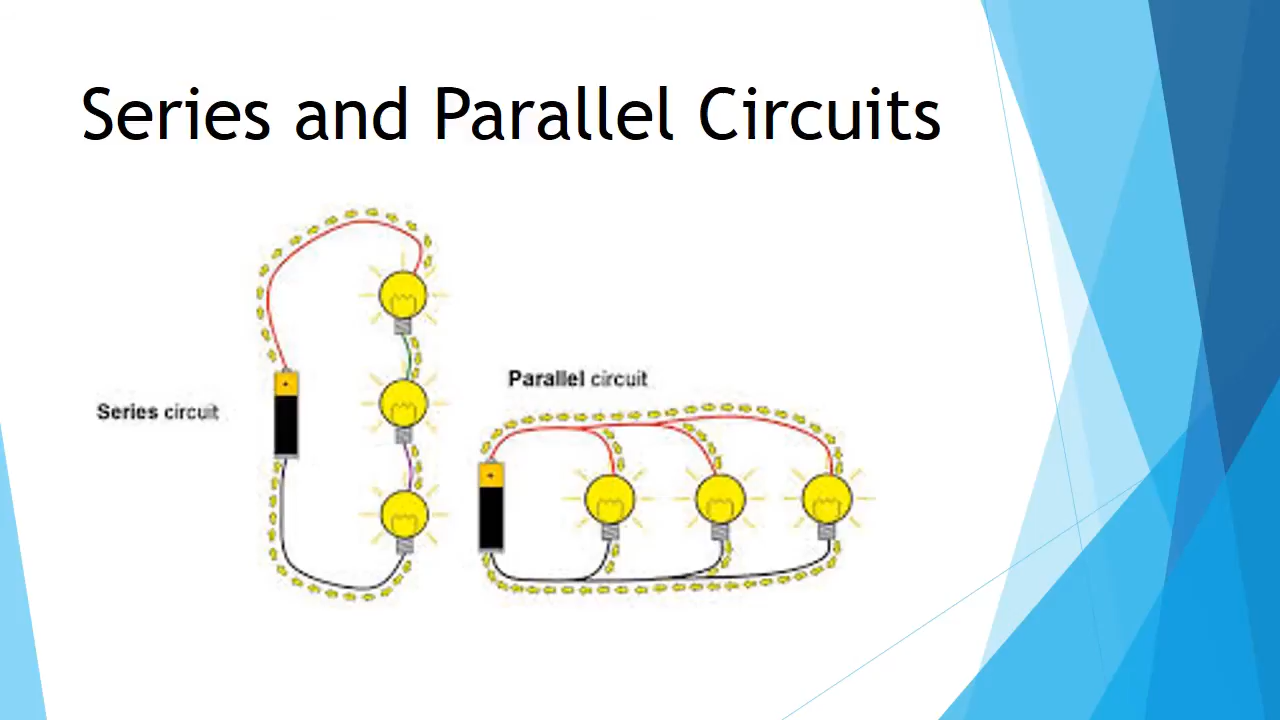 Series and Parallel Circuits
Parallel circuit
Series circuit
+
+